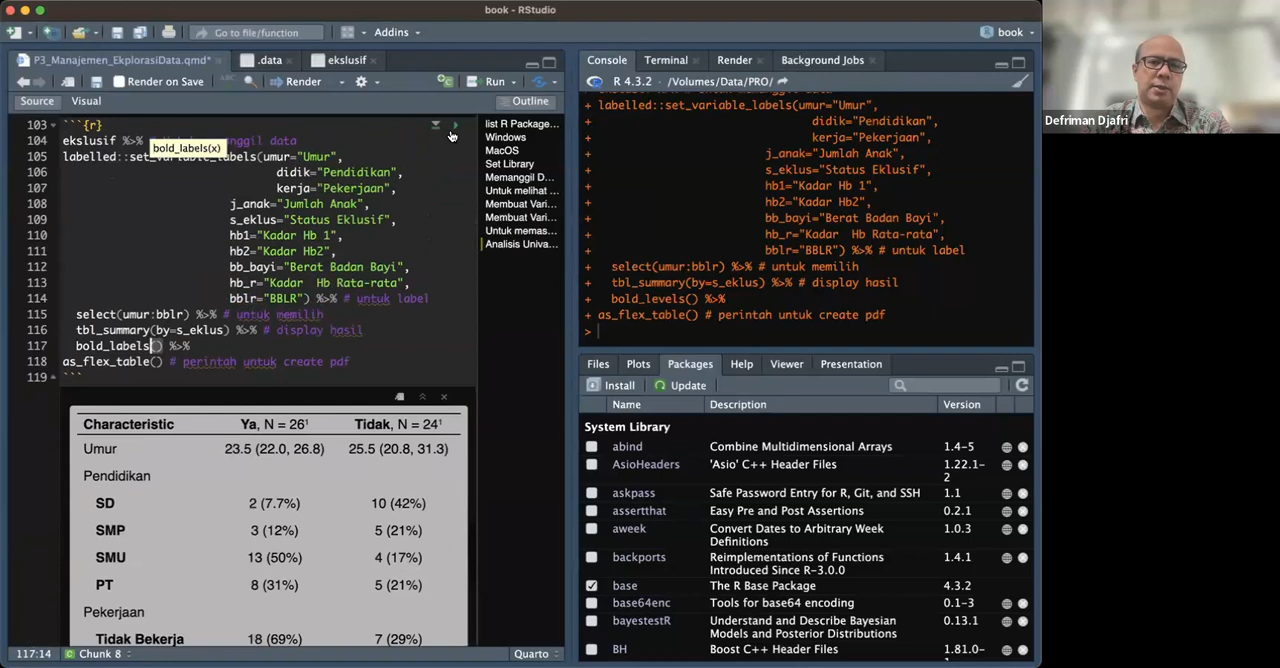 book - RStudio
Go to file/function
Addins
book
P3_Manajemen_EkplorasiData.qmd*
.data
ekslusif
Render on Save
Render
Run
Source
Visual
Outline
103
```{r}
104
ekslusif %>% # 
nggil data
bold_labels(x)
105
labelled::set_variable_labels(umur="Umur",
106
didik="Pendidikan",
107
kerja="Pekerjaan",
108
j_anak="Jumlah Anak",
109
s_eklus="Status Eklusif",
110
hb1="Kadar Hb 1",
111
hb2="Kadar Hb2",
112
bb_bayi="Berat Badan Bayi",
113
hb_r="Kadar  Hb Rata-rata",
114
bblr="BBLR") %>% # untuk label
115
select(umur:bblr) %>% # untuk memilih
116
tbl_summary(by=s_eklus) %>% # display hasil
117
bold_labels() %>%
118
as_flex_table() # perintah untuk create pdf
119
```
list R Package...
Windows
MacOS
Set Library
Memanggil D...
Untuk melihat ...
Membuat Vari...
Membuat Vari...
Untuk memas...
Analisis Univa...
Characteristic Ya, N = 26¹ Tidak, N = 24¹
Umur 23.5 (22.0, 26.8) 25.5 (20.8, 31.3)
Pendidikan
SD 2 (7.7%) 10 (42%)
SMP 3 (12%) 5 (21%)
SMU 13 (50%) 4 (17%)
PT 8 (31%) 5 (21%)
Pekerjaan
Tidak Bekerja 18 (69%) 7 (29%)
117:14
Chunk 8
Quarto
Console
Terminal
Render
Background Jobs
R 4.3.2 · /Volumes/Data/PRO/
+ labelled::set_variable_labels(umur="Umur",
+ didik="Pendidikan",
+ kerja="Pekerjaan",
+ j_anak="Jumlah Anak",
+ s_eklus="Status Eklusif",
+ hb1="Kadar Hb 1",
+ hb2="Kadar Hb2",
+ bb_bayi="Berat Badan Bayi",
+ hb_r="Kadar  Hb Rata-rata",
+ bblr="BBLR") %>% # untuk label
+ select(umur:bblr) %>% # untuk memilih
+ tbl_summary(by=s_eklus) %>% # display hasil
+ bold_levels() %>%
+ as_flex_table() # perintah untuk create pdf
>
Files
Plots
Packages
Help
Viewer
Presentation
Install
Update
Name Description Version
System Library
abind Combine Multidimensional Arrays 1.4-5
AsioHeaders 'Asio' C++ Header Files 1.22.1-
2
askpass Safe Password Entry for R, Git, and SSH 1.1
assertthat Easy Pre and Post Assertions 0.2.1
aweek Convert Dates to Arbitrary Week 1.0.3
Definitions
backports Reimplementations of Functions 1.4.1
Introduced Since R-3.0.0
base The R Base Package 4.3.2
base64enc Tools for base64 encoding 0.1-3
bayestestR Understand and Describe Bayesian 0.13.1
Models and Posterior Distributions
BH Boost C++ Header Files 1.81.0-
Defriman Djafri